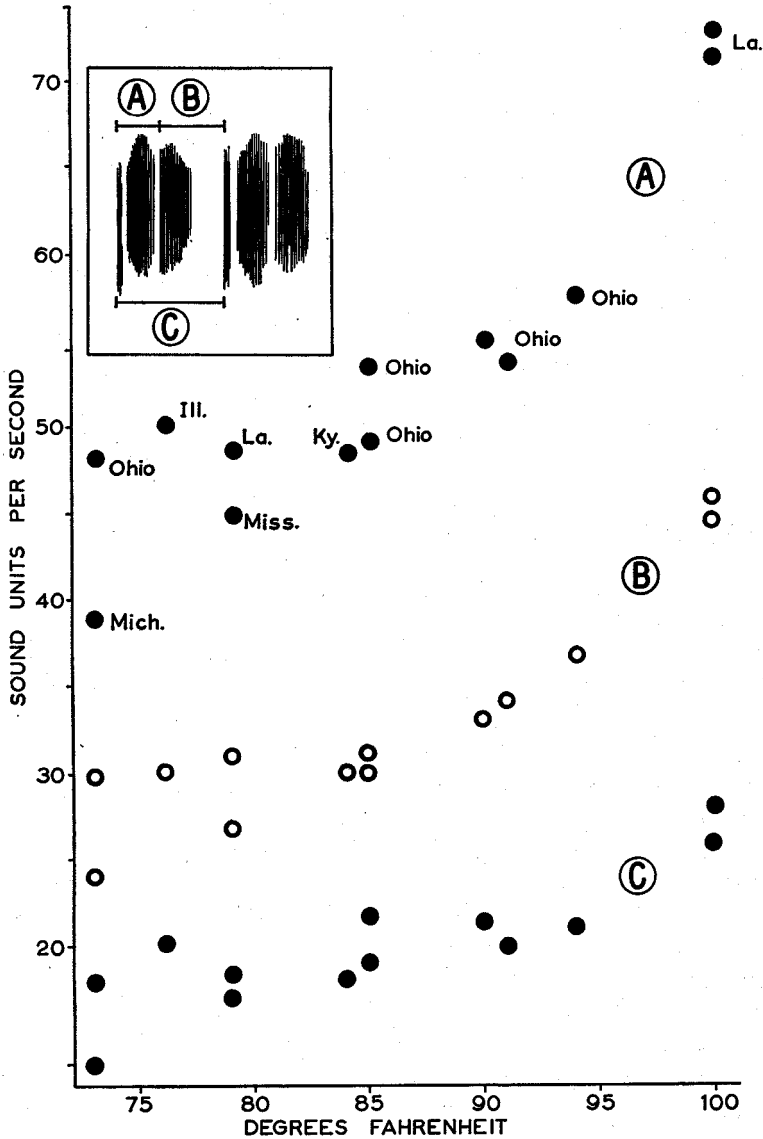 La.
70
A B
A
60
C
Ohio
Ohio
Ohio
Ill.
50
La.
Ky.
Ohio
Ohio
Miss.
B
40
Mich.
30
C
20
75 80 85 90 95 100
DEGREES FAHRENHEIT
SOUND UNITS PER SECOND